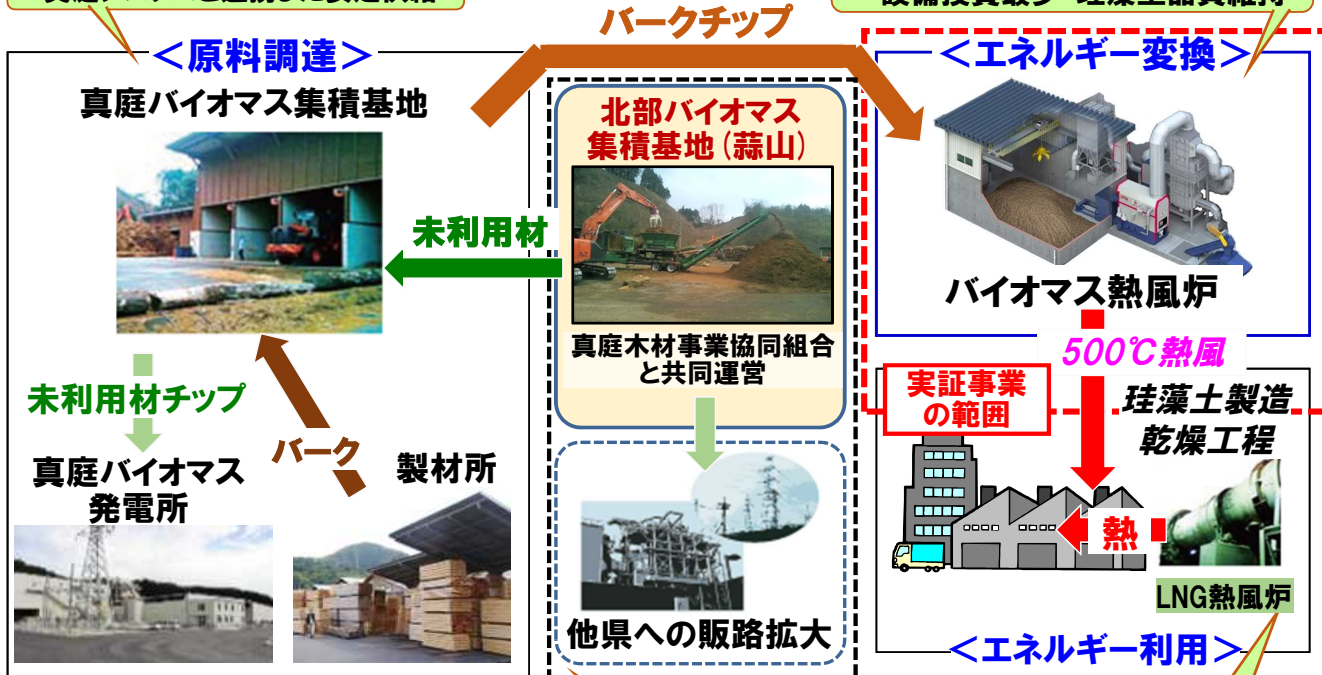 バークチップ
＜原料調達＞
真庭バイオマス集積基地
未利用材
未利用材チップ
バーク
真庭バイオマス
発電所
製材所
北部バイオマス
集積基地(蒜山)
真庭木材事業協同組合
と共同運営
他県への販路拡大
＜エネルギー変換＞
バイオマス熱風炉
500℃熱風
実証事業
の範囲
珪藻土製造
乾燥工程
熱
LNG熱風炉
＜エネルギー利用＞